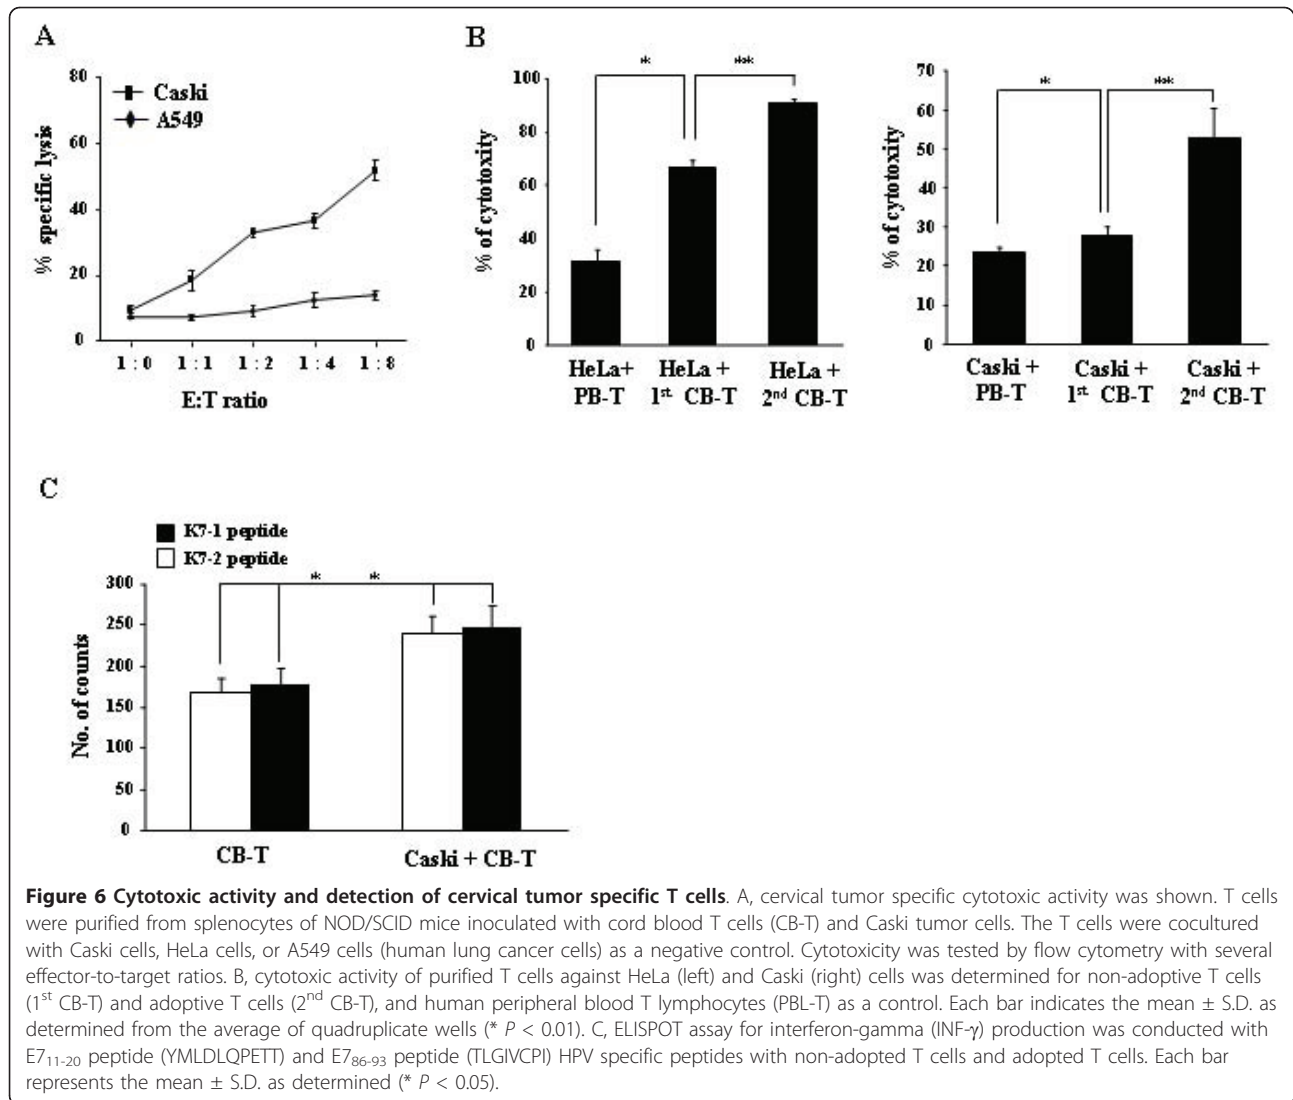 A
80
60
40
20
0
% specific lysis
Caski
A549
1 : 0 1 : 1 1 : 2 1 : 4 1 : 8
E:T ratio
B
100
80
60
40
20
0
% of cytotoxity
* **
HeLa+ HeLa + HeLa +
PB-T 1st. CB-T 2nd CB-T
70
60
50
40
30
20
10
0
% of cytotoxity
* **
Caski + Caski + Caski +
PB-T 1st. CB-T 2nd CB-T
C
K7-1 peptide
K7-2 peptide
300
250
200
150
100
50
0
No. of counts
* *
CB-T Caski + CB-T
Figure 6 Cytotoxic activity and detection of cervical tumor specific T cells. A, cervical tumor specific cytotoxic activity was shown. T cells
were purified from splenocytes of NOD/SCID mice inoculated with cord blood T cells (CB-T) and Caski tumor cells. The T cells were cocultured
with Caski cells, HeLa cells, or A549 cells (human lung cancer cells) as a negative control. Cytotoxicity was tested by flow cytometry with several
effector-to-target ratios. B, cytotoxic activity of purified T cells against HeLa (left) and Caski (right) cells was determined for non-adoptive T cells
(1st CB-T) and adoptive T cells (2nd CB-T), and human peripheral blood T lymphocytes (PBL-T) as a control. Each bar indicates the mean ± S.D. as
determined from the average of quadruplicate wells (* P < 0.01). C, ELISPOT assay for interferon-gamma (INF-γ) production was conducted with
E711-20 peptide (YMLDLQPETT) and E786-93 peptide (TLGIVCPI) HPV specific peptides with non-adopted T cells and adopted T cells. Each bar
represents the mean ± S.D. as determined (* P < 0.05).